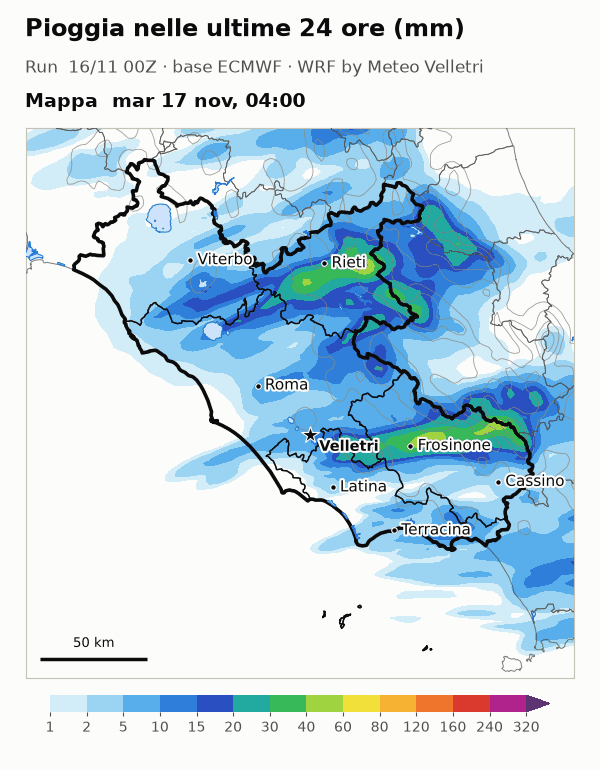 Pioggia nelle ultime 24 ore (mm)
Run  16/11 00Z · base ECMWF · WRF by Meteo Velletri
Mappa  mar 17 nov, 04:00
Viterbo
Rieti
Roma
Velletri
Frosinone
Latina
Cassino
Terracina
50 km
1 2 5 10 15 20 30 40 60 80 120 160 240 320